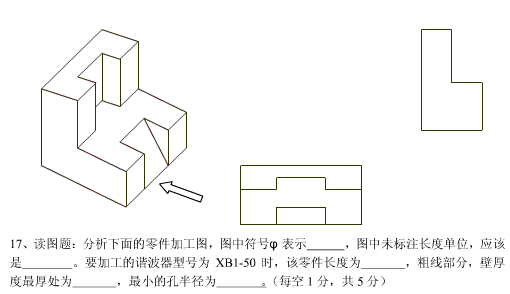 17、读图题：分析下面的零件加工图，图中符号φ 表示______，图中未标注长度单位，应该
是________。要加工的谐波器型号为 XB1-50 时，该零件长度为_______，粗线部分，壁厚
度最厚处为_______，最小的孔半径为_______。（每空 1 分，共 5 分）